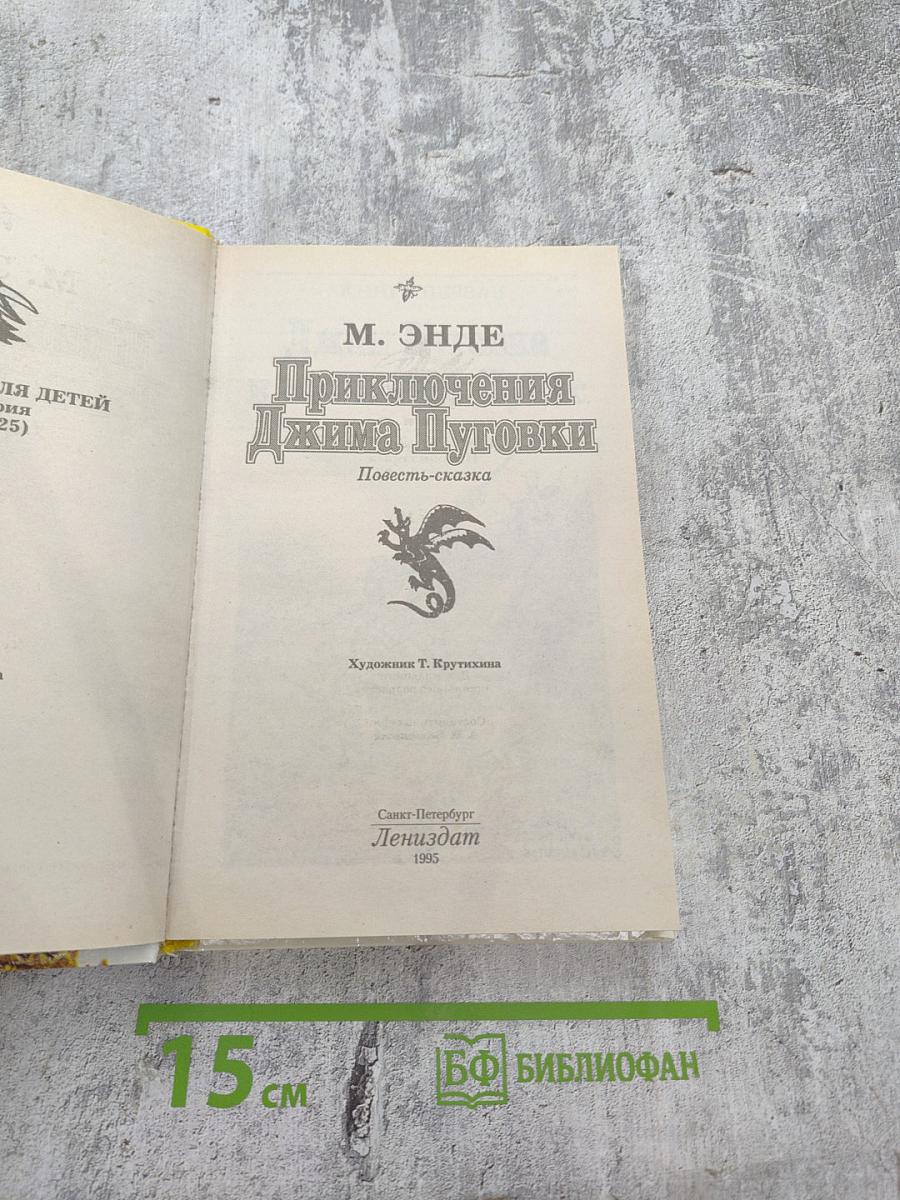 ЛЯ ДЕТЕЙ
рия
25)
а
М. ЭНДЕ
Приключения
Джима Пуговки
Повесть-сказка
Художник Т. Крутихина
Санкт-Петербург
Лениздат
1995
15 см
БФ БИБЛИОФАН